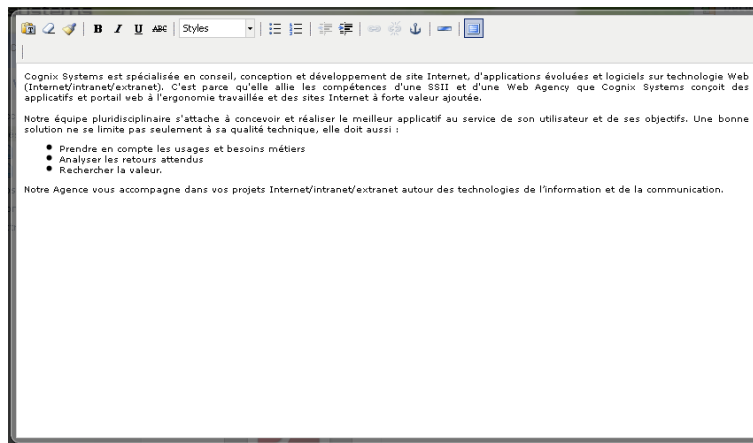 B I U ABC Styles
Cognix Systems est spécialisée en conseil, conception et développement de site Internet, d'applications évoluées et logiciels sur technologie Web
(Internet/intranet/extranet). C'est parce qu'elle allie les compétences d'une SSII et d'une Web Agency que Cognix Systems conçoit des
applicatifs et portail web à l'ergonomie travaillée et des sites Internet à forte valeur ajoutée.
Notre équipe pluridisciplinaire s'attache à concevoir et réaliser le meilleur applicatif au service de son utilisateur et de ses objectifs. Une bonne
solution ne se limite pas seulement à sa qualité technique, elle doit aussi :
Prendre en compte les usages et besoins métiers
Analyser les retours attendus
Rechercher la valeur.
Notre Agence vous accompagne dans vos projets Internet/intranet/extranet autour des technologies de l'information et de la communication.